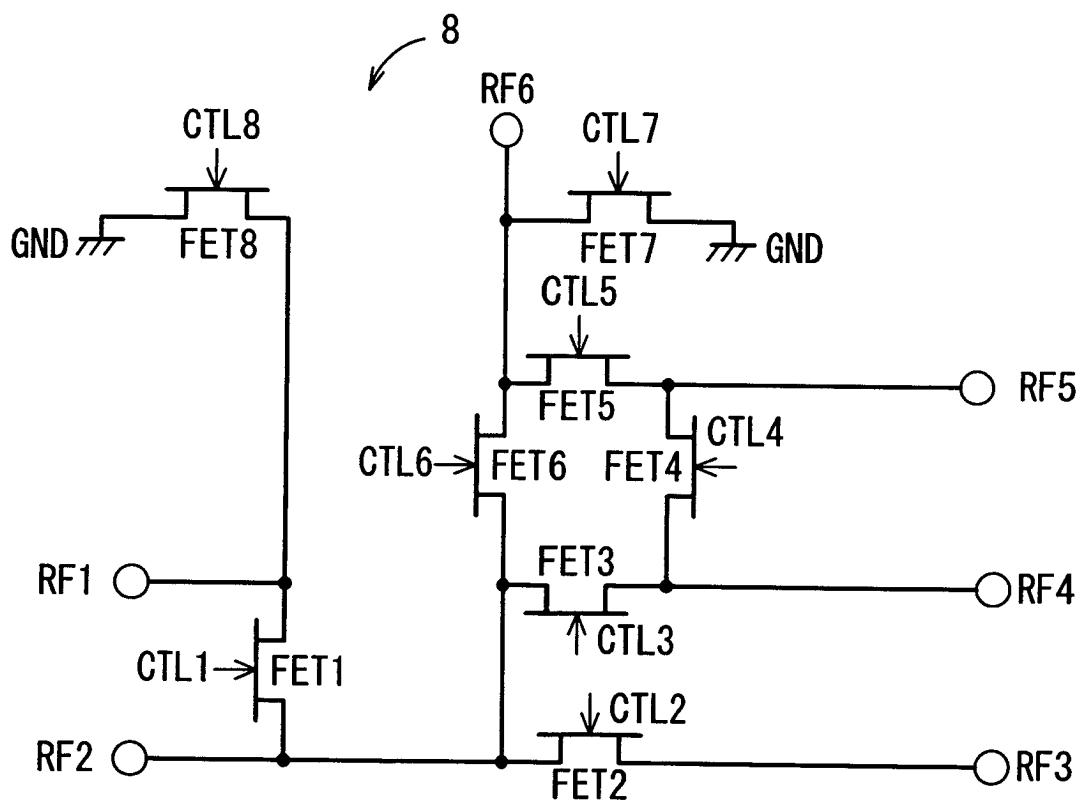 8
RF6
CTL8
CTL7
GND
FET8
FET7
GND
CTL5
FET5
RF5
CTL6
FET6
FET4
CTL4
RF1
FET3
RF4
CTL1
FET1
CTL3
CTL2
RF2
FET2
RF3